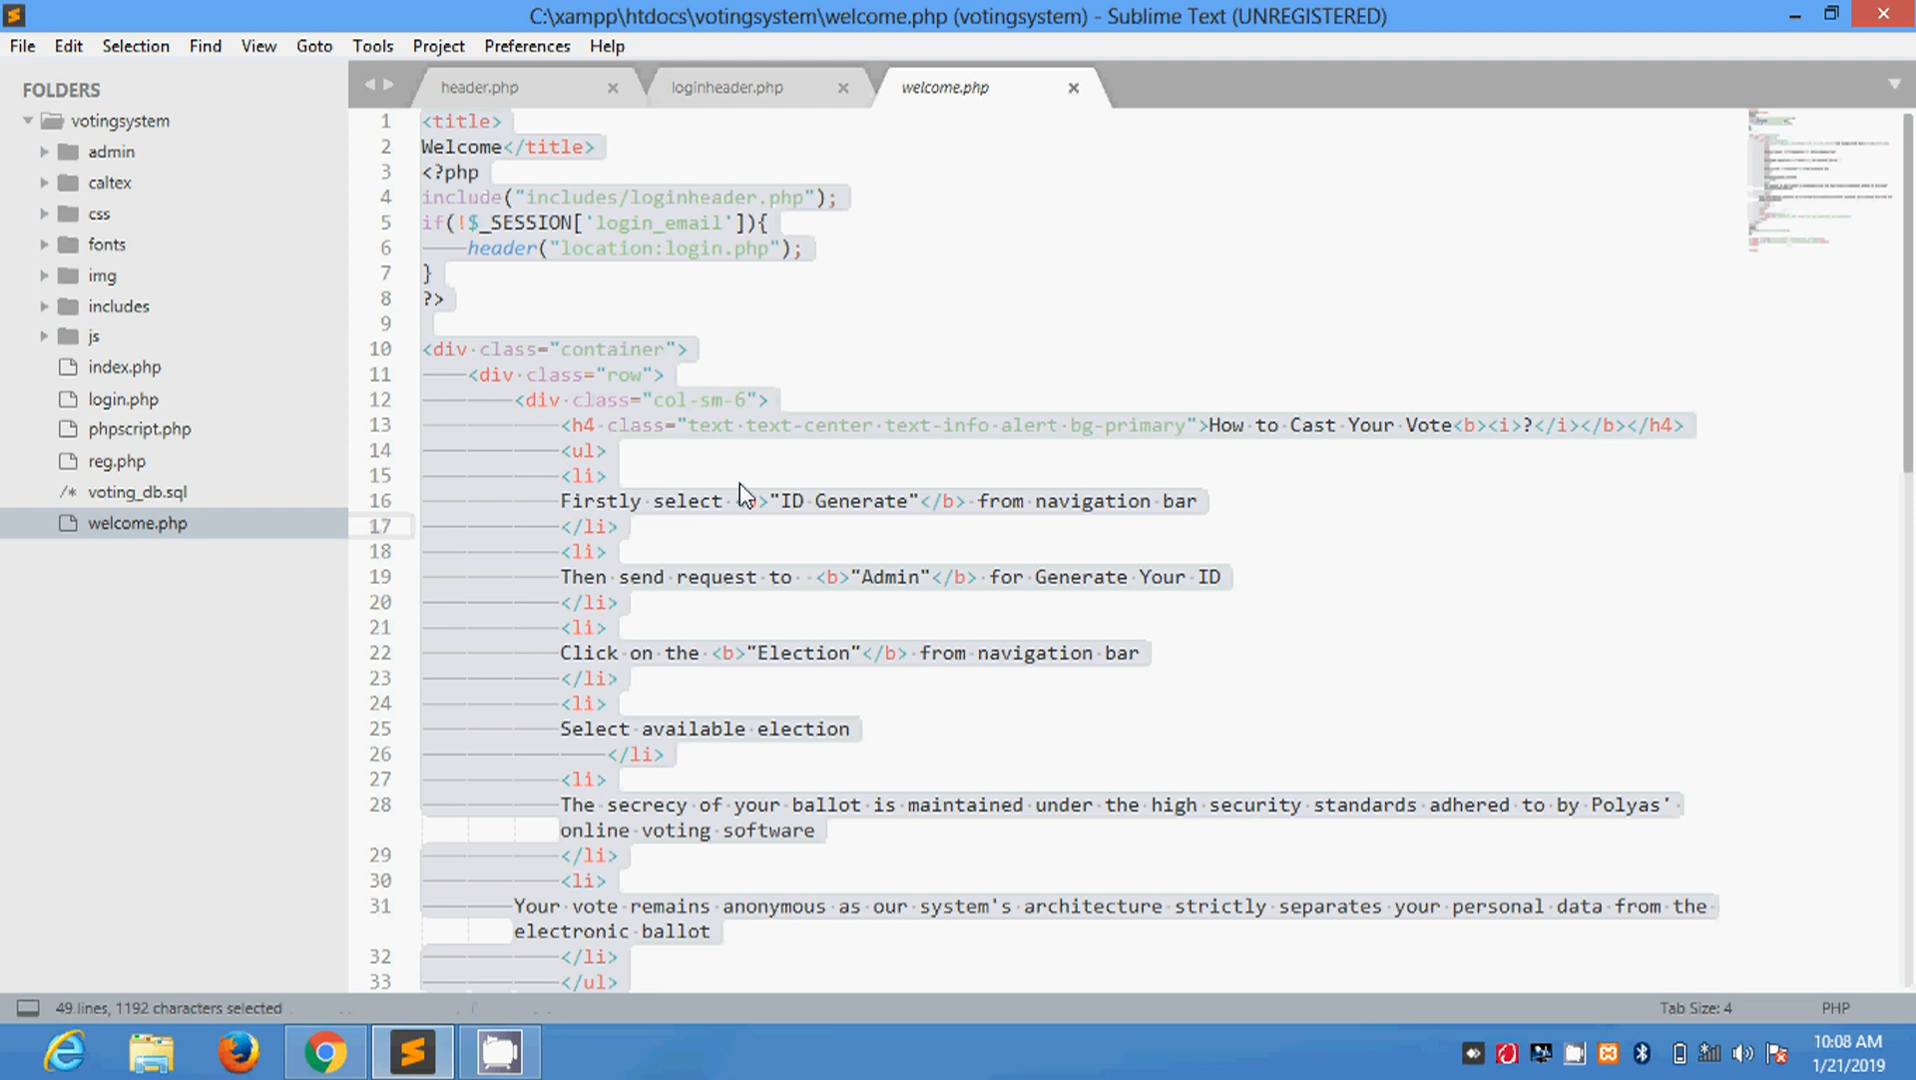 C:\xampp\htdocs\votingsystem\welcome.php (votingsystem) - Sublime Text (UNREGISTERED)
File Edit Selection Find View Goto Tools Project Preferences Help
FOLDERS
votingsystem
admin
caltex
css
fonts
img
includes
js
index.php
login.php
phpscript.php
reg.php
/* voting_db.sql
welcome.php
header.php loginheader.php welcome.php
1 <title>
2 Welcome</title>
3 <?php
4 include("includes/loginheader.php");
5 if(!$_SESSION['login_email']){
6 header("location:login.php");
7 }
8 ?>
9
10 <div class="container">
11 <div class="row">
12 <div class="col-sm-6">
13 <h4 class="text text-center text-info alert bg-primary">How to Cast Your Vote<b><i>?</i></b></h4>
14 <ul>
15 <li>
16 Firstly select >"ID Generate"</b> from navigation bar
17 </li>
18 <li>
19 Then send request to  <b>"Admin"</b> for Generate Your ID
20 </li>
21 <li>
22 Click on the <b>"Election"</b> from navigation bar
23 </li>
24 <li>
25 Select available election
26 </li>
27 <li>
28 The secrecy of your ballot is maintained under the high security standards adhered to by Polyas'
online voting software
29 </li>
30 <li>
31 Your vote remains anonymous as our system's architecture strictly separates your personal data from the
electronic ballot
32 </li>
33 </ul>
49 lines, 1192 characters selected
Tab Size: 4 PHP
10:08 AM
1/21/2019